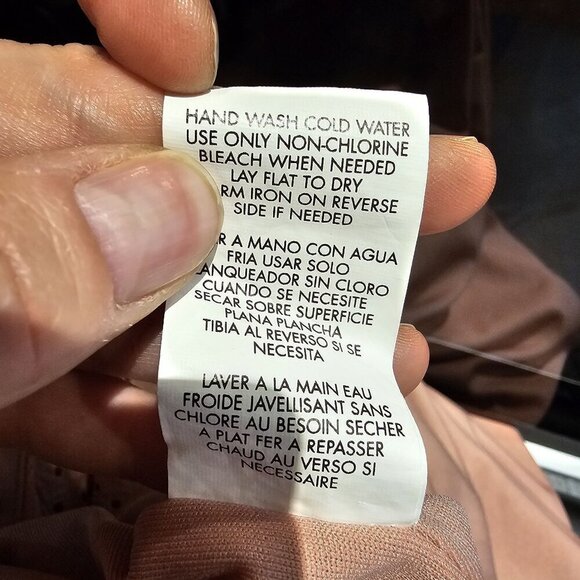 HAND WASH COLD WATER
USE ONLY NON-CHLORINE
BLEACH WHEN NEEDED
LAY FLAT TO DRY
RM IRON ON REVERSE
SIDE IF NEEDED
R A MANO CON AGUA
FRIA USAR SOLO
ANQUEADOR SIN CLORO
CUANDO SE NECESITE
SECAR SOBRE SUPERFICIE
PLANA PLANCHA
TIBIA AL REVERSO SI SE
NECESITA
LAVER A LA MAIN EAU
FROIDE JAVELLISANT SANS
CHLORE AU BESOIN SECHER
A PLAT FER A REPASSER
CHAUD AU VERSO SI
NECESSAIRE